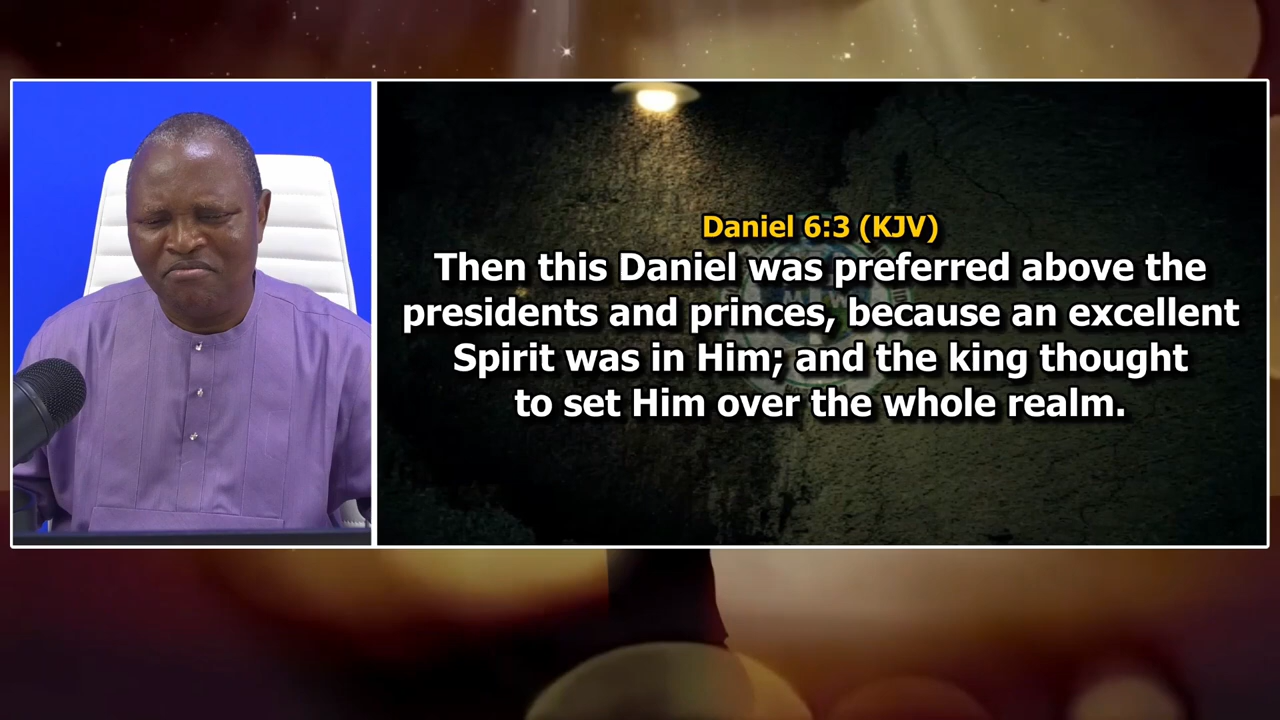 Daniel 6:3 (KJV)
Then this Daniel was preferred above the
presidents and princes, because an excellent
Spirit was in Him; and the king thought
to set Him over the whole realm.